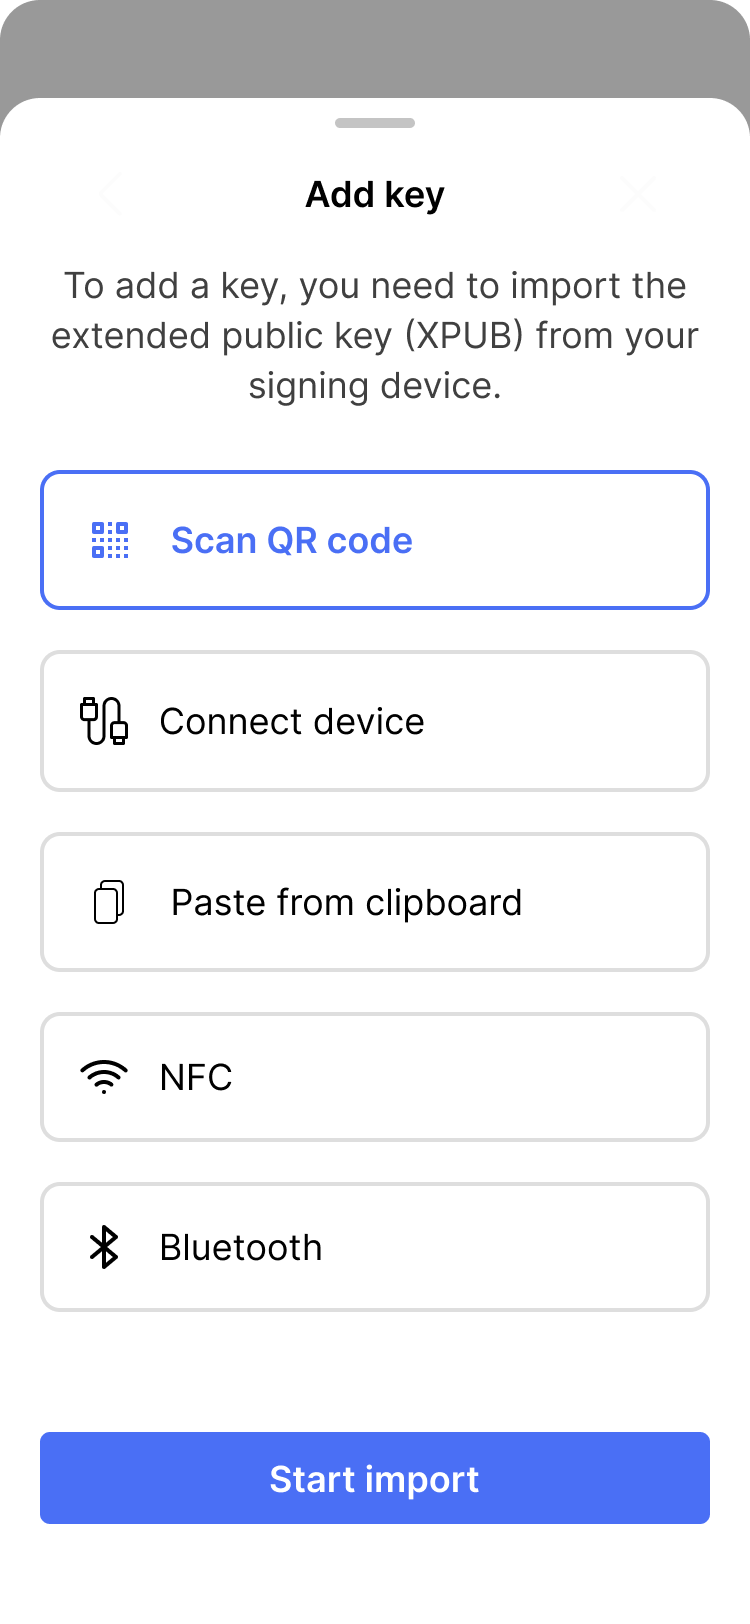 Add key
To add a key, you need to import the
extended public key (XPUB) from your
signing device.
Scan QR code
Connect device
Paste from clipboard
NFC
Bluetooth
Start import